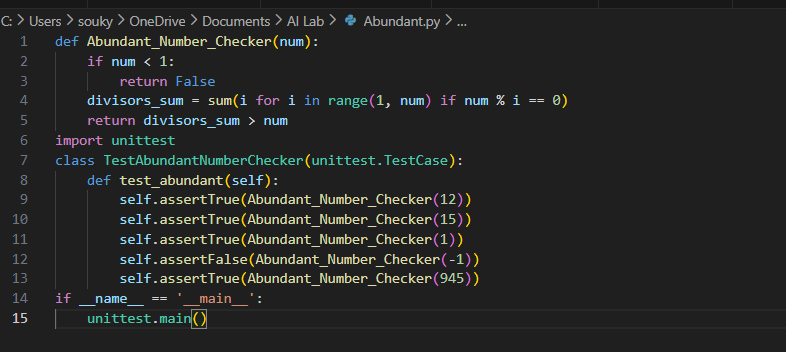 C: > Users > souky > OneDrive > Documents > AI Lab > Abundant.py > ...
1 def Abundant_Number_Checker(num):
2     if num < 1:
3         return False
4     divisors_sum = sum(i for i in range(1, num) if num % i == 0)
5     return divisors_sum > num
6 import unittest
7 class TestAbundantNumberChecker(unittest.TestCase):
8     def test_abundant(self):
9         self.assertTrue(Abundant_Number_Checker(12))
10         self.assertTrue(Abundant_Number_Checker(15))
11         self.assertTrue(Abundant_Number_Checker(1))
12         self.assertFalse(Abundant_Number_Checker(-1))
13         self.assertTrue(Abundant_Number_Checker(945))
14 if __name__ == '__main__':
15     unittest.main()